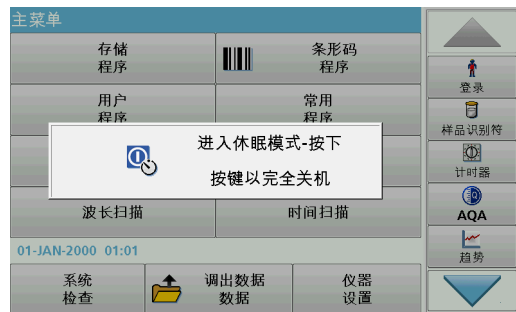 主菜单
存储
程序
条形码
程序
用户
程序
常用
程序
进入休眠模式-按下
按键以完全关机
波长扫描
时间扫描
01-JAN-2000 01:01
系统
检查
调出数据
数据
仪器
设置
登录
样品识别符
计时器
AQA
趋势